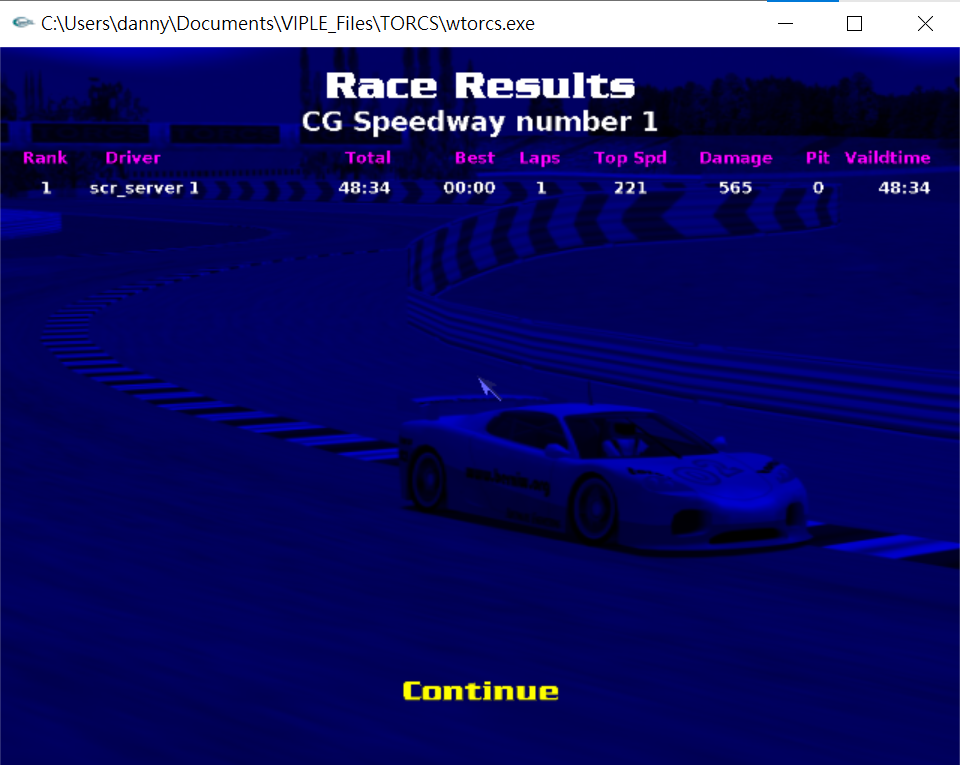 C:\Users\danny\Documents\VIPLE_Files\TORCS\wtorcs.exe
Race Results
CG Speedway number 1
Rank Driver Total Best Laps Top Spd Damage Pit Vaildtime
1 scr_server 1 48:34 00:00 1 221 565 0 48:34
Continue